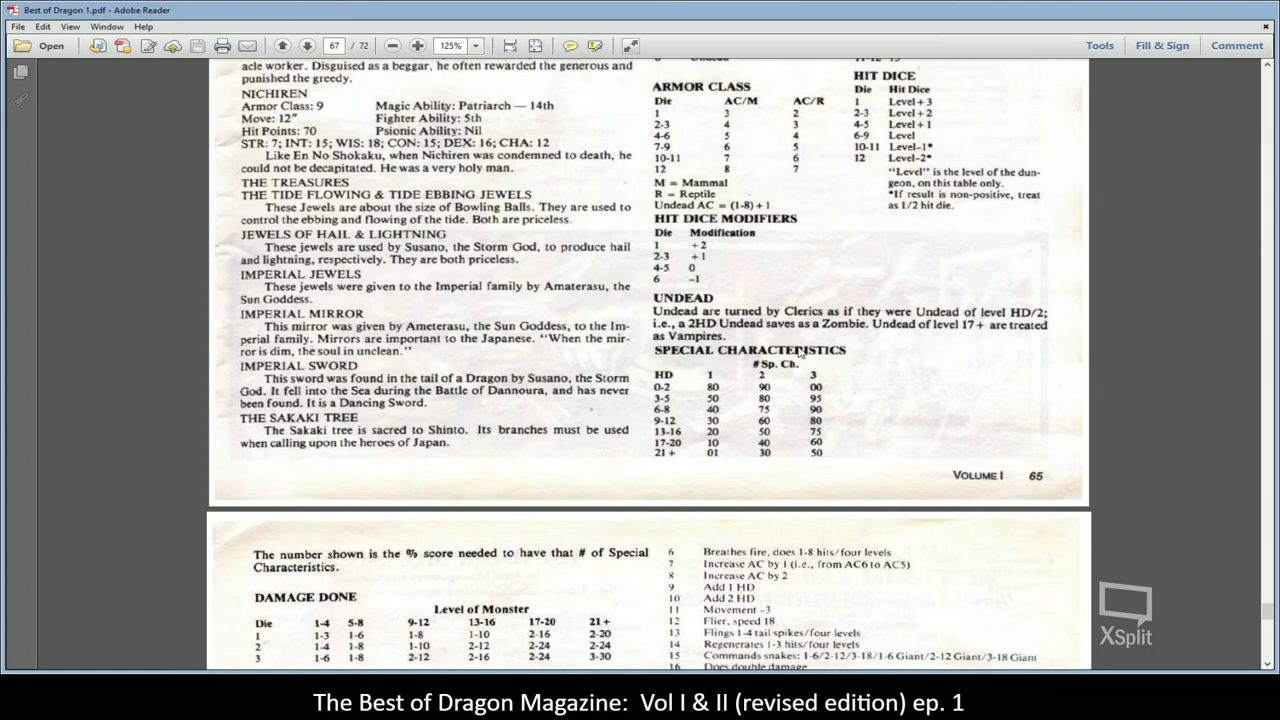 Best of Dragon 1.pdf - Adobe Reader
File Edit View Window Help
Open 67 / 72 125% Tools Fill & Sign Comment
acle worker. Disguised as a beggar, he often rewarded the generous and
punished the greedy.
NICHIREN
Armor Class: 9 Magic Ability: Patriarch — 14th
Move: 12″ Fighter Ability: 5th
Hit Points: 70 Psionic Ability: Nil
STR: 7; INT: 15; WIS: 18; CON: 15; DEX: 16; CHA: 12
Like En No Shokaku, when Nichiren was condemned to death, he
could not be decapitated. He was a very holy man.
THE TREASURES
THE TIDE FLOWING & TIDE EBBING JEWELS
These Jewels are about the size of Bowling Balls. They are used to
control the ebbing and flowing of the tide. Both are priceless.
JEWELS OF HAIL & LIGHTNING
These jewels are used by Susano, the Storm God, to produce hail
and lightning, respectively. They are both priceless.
IMPERIAL JEWELS
These jewels were given to the Imperial family by Amaterasu, the
Sun Goddess.
IMPERIAL MIRROR
This mirror was given by Ameterasu, the Sun Goddess, to the Im-
perial family. Mirrors are important to the Japanese. "When the mir-
ror is dim, the soul in unclean."
IMPERIAL SWORD
This sword was found in the tail of a Dragon by Susano, the Storm
God. It fell into the Sea during the Battle of Dannoura, and has never
been found. It is a Dancing Sword.
THE SAKAKI TREE
The Sakaki tree is sacred to Shinto. Its branches must be used
when calling upon the heroes of Japan.
ARMOR CLASS
Die AC/M AC/R
1 3 2
2-3 4 3
4-6 5 4
7-9 6 5
10-11 7 6
12 8 7
M = Mammal
R = Reptile
Undead AC = (1-8) + 1
HIT DICE MODIFIERS
Die Modification
1 +2
2-3 +1
4-5 0
6 -1
HIT DICE
Die Hit Dice
1 Level+3
2-3 Level+2
4-5 Level+1
6-9 Level
10-11 Level-1*
12 Level-2*
"Level" is the level of the dun-
geon, on this table only.
*If result is non-positive, treat
as 1/2 hit die.
UNDEAD
Undead are turned by Clerics as if they were Undead of level HD/2;
i.e., a 2HD Undead saves as a Zombie. Undead of level 17+ are treated
as Vampires.
SPECIAL CHARACTERISTICS
# Sp. Ch.
HD 1 2 3
0-2 80 90 00
3-5 50 80 95
6-8 40 75 90
9-12 30 60 80
13-16 20 50 75
17-20 10 40 60
21+ 01 30 50
VOLUME I 65
The number shown is the % score needed to have that # of Special
Characteristics.
DAMAGE DONE
Level of Monster
Die 1-4 5-8 9-12 13-16 17-20 21+
1 1-3 1-6 1-8 1-10 2-16 2-20
2 1-4 1-8 1-10 2-12 2-24 2-24
3 1-6 1-8 2-12 2-16 2-24 3-30
6 Breathes fire, does 1-8 hits/four levels
7 Increase AC by 1 (i.e., from AC6 to AC5)
8 Increase AC by 2
9 Add 1 HD
10 Add 2 HD
11 Movement -3
12 Flier, speed 18
13 Flings 1-4 tail spikes/four levels
14 Regenerates 1-3 hits/four levels
15 Commands snakes: 1-6/2-12/3-18/1-6 Giant/2-12 Giant/3-18 Giant
16 Does double damage
XSplit
The Best of Dragon Magazine: Vol I & II (revised edition) ep. 1